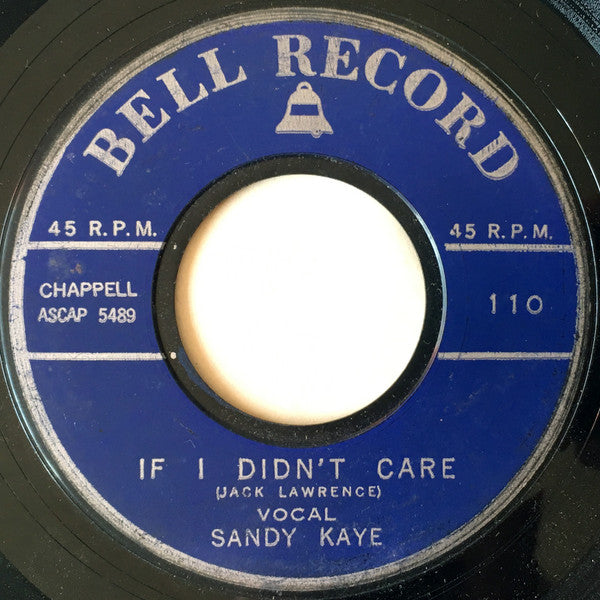 BELL RECORD
45 R.P.M.
45 R.P.M.
CHAPPELL
ASCAP 5489
110
IF I DIDN'T CARE
(JACK LAWRENCE)
VOCAL
SANDY KAYE